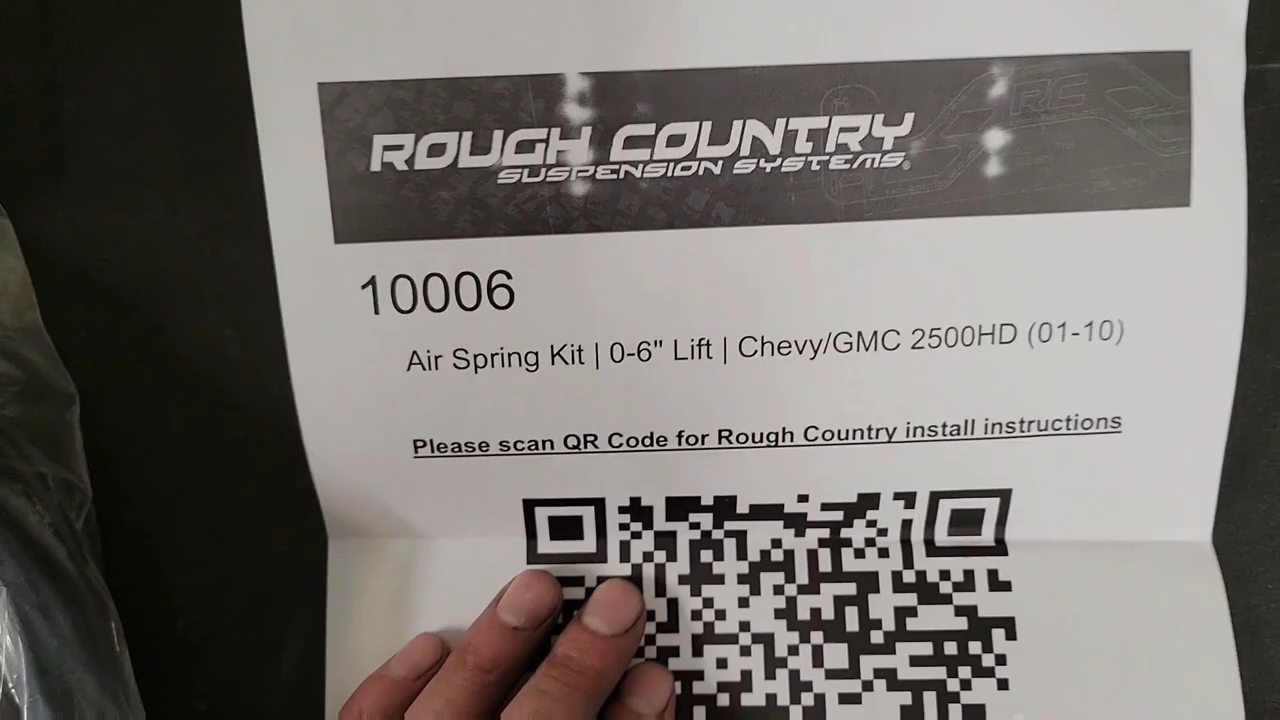 ROUGH COUNTRY
SUSPENSION SYSTEMS®
RC
10006
Air Spring Kit | 0-6" Lift | Chevy/GMC 2500HD (01-10)
Please scan QR Code for Rough Country install instructions